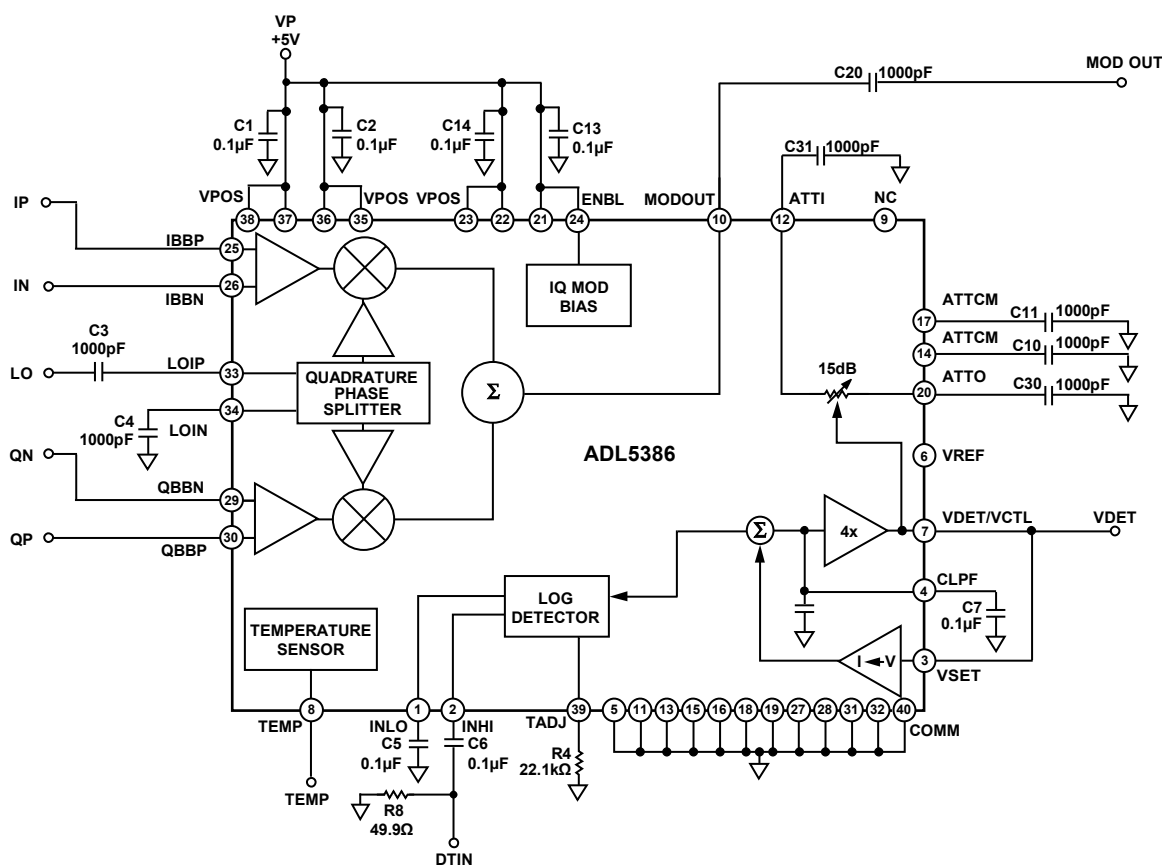 VP
+5V
C20
1000pF
MOD OUT
C1
0.1µF
C2
0.1µF
C14
0.1µF
C13
0.1µF
C31
1000pF
VPOS
VPOS
VPOS
ENBL
MODOUT
ATTI
NC
38
37
36
35
23
22
21
24
10
12
9
IP
IBBP
25
IN
26
IBBN
IQ MOD
BIAS
ATTCM
17
C11
1000pF
ATTCM
14
C10
1000pF
C3
1000pF
LO
LOIP
33
QUADRATURE
PHASE
SPLITTER
Σ
15dB
ATTO
20
C30
1000pF
C4
1000pF
34
LOIN
ADL5386
6
VREF
QN
QBBN
29
QP
30
QBBP
Σ
4x
7
VDET/VCTL
VDET
LOG
DETECTOR
CLPF
4
C7
0.1µF
TEMPERATURE
SENSOR
I
V
3
VSET
8
1
2
39
5
11
13
15
16
18
19
27
28
31
32
40
TEMP
INLO
INHI
TADJ
COMM
C5
0.1µF
C6
0.1µF
R4
22.1kΩ
TEMP
R8
49.9Ω
DTIN